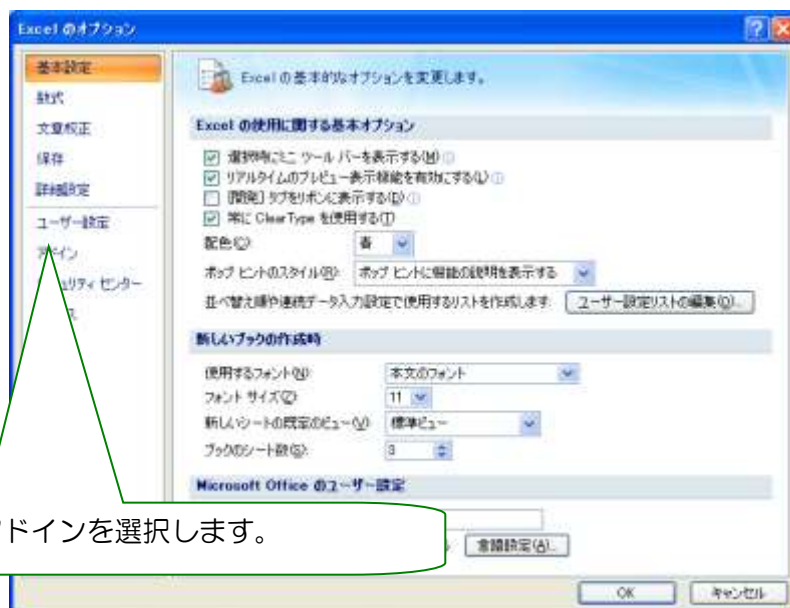 Excel のオプション
基本設定
数式
文章校正
保存
詳細設定
ユーザー設定
アドイン
セキュリティ センター
Excel の基本的なオプションを変更します。
Excel の使用に関する基本オプション
選択時にミニ ツール バーを表示する(M)
リアルタイムのプレビュー表示機能を有効にする(L)
[開発] タブをリボンに表示する(D)
常に ClearType を使用する(T)
配色(C):
ポップ ヒントのスタイル(R): ポップ ヒントに機能の説明を表示する
並べ替え順や連続データ入力設定で使用するリストを作成します: ユーザー設定リストの編集(O)...
新しいブックの作成時
使用するフォント(N): 本文のフォント
フォント サイズ(Z): 11
新しいシートの既定のビュー(V): 標準ビュー
ブックのシート数(S): 3
Microsoft Office のユーザー設定
言語設定(A)...
アドインを選択します。
OK キャンセル